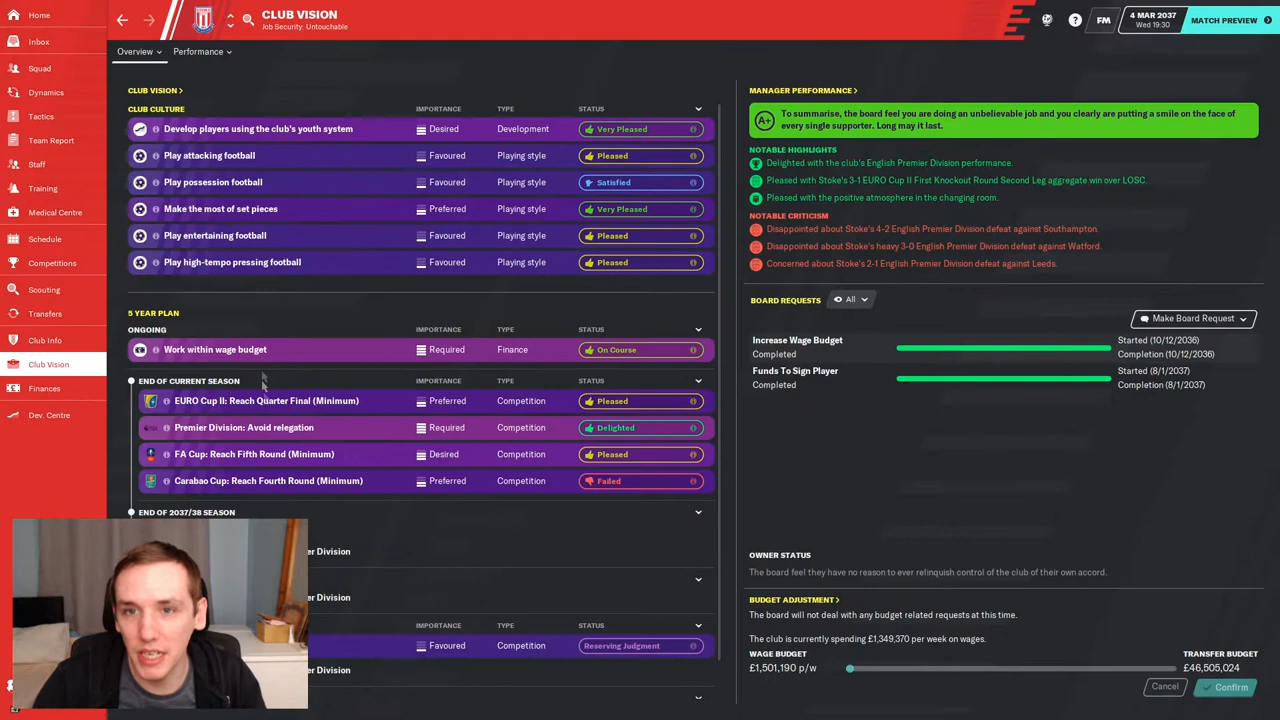 Home
Inbox
Squad
Dynamics
Tactics
Team Report
Staff
Training
Medical Centre
Schedule
Competitions
Scouting
Transfers
Club Info
Club Vision
Finances
Dev. Centre
CLUB VISION
Job Security: Untouchable
FM
4 MAR 2037
Wed 19:30
MATCH PREVIEW
Overview
Performance
CLUB VISION >
CLUB CULTURE IMPORTANCE TYPE STATUS
Develop players using the club's youth system Desired Development Very Pleased
Play attacking football Favoured Playing style Pleased
Play possession football Favoured Playing style Satisfied
Make the most of set pieces Preferred Playing style Very Pleased
Play entertaining football Favoured Playing style Pleased
Play high-tempo pressing football Favoured Playing style Pleased
5 YEAR PLAN
ONGOING IMPORTANCE TYPE STATUS
Work within wage budget Required Finance On Course
END OF CURRENT SEASON IMPORTANCE TYPE STATUS
EURO Cup II: Reach Quarter Final (Minimum) Preferred Competition Pleased
Premier Division: Avoid relegation Required Competition Delighted
FA Cup: Reach Fifth Round (Minimum) Desired Competition Pleased
Carabao Cup: Reach Fourth Round (Minimum) Preferred Competition Failed
END OF 2037/38 SEASON
Division
Division
IMPORTANCE TYPE STATUS
Favoured Competition Reserving Judgment
Division
MANAGER PERFORMANCE >
A+
To summarise, the board feel you are doing an unbelievable job and you clearly are putting a smile on the face of
every single supporter. Long may it last.
NOTABLE HIGHLIGHTS
Delighted with the club's English Premier Division performance.
Pleased with Stoke's 3-1 EURO Cup II First Knockout Round Second Leg aggregate win over LOSC.
Pleased with the positive atmosphere in the changing room.
NOTABLE CRITICISM
Disappointed about Stoke's 4-2 English Premier Division defeat against Southampton.
Disappointed about Stoke's heavy 3-0 English Premier Division defeat against Watford.
Concerned about Stoke's 2-1 English Premier Division defeat against Leeds.
BOARD REQUESTS All
Make Board Request
Increase Wage Budget Started (10/12/2036)
Completed Completion (10/12/2036)
Funds To Sign Player Started (8/1/2037)
Completed Completion (8/1/2037)
OWNER STATUS
The board feel they have no reason to ever relinquish control of the club of their own accord.
BUDGET ADJUSTMENT >
The board will not deal with any budget related requests at this time.
The club is currently spending £1,349,370 per week on wages.
WAGE BUDGET TRANSFER BUDGET
£1,501,190 p/w £46,505,024
Cancel Confirm